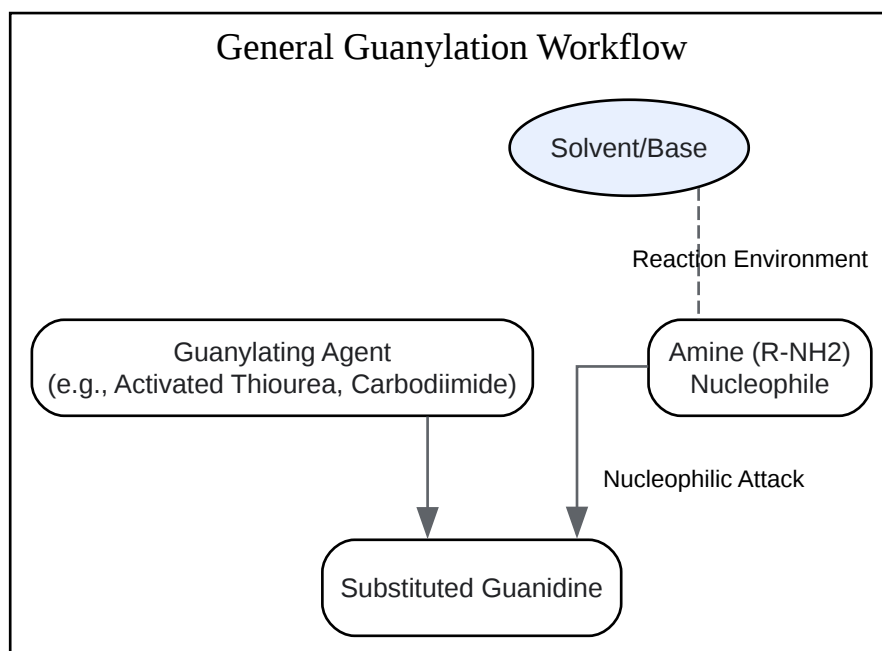 General Guanylation Workflow
Solvent/Base
Reaction Environment
Guanylating Agent
(e.g., Activated Thiourea, Carbodiimide)
Amine (R-NH2)
Nucleophile
Nucleophilic Attack
Substituted Guanidine